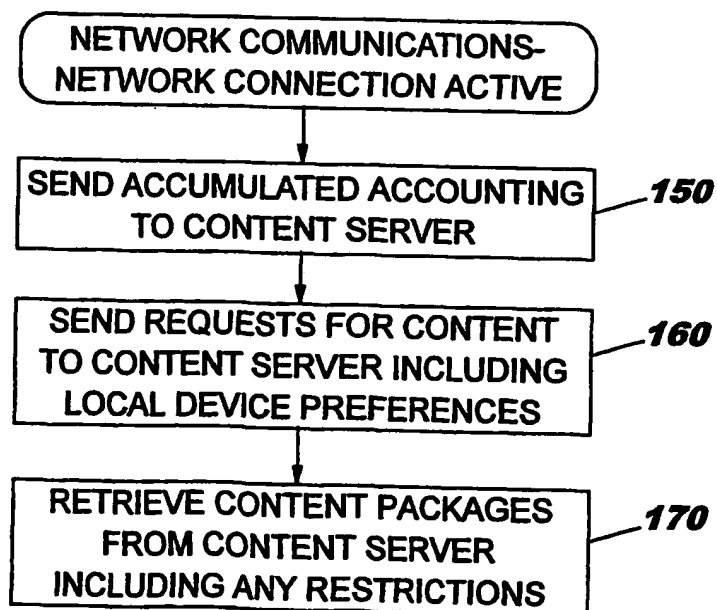 NETWORK COMMUNICATIONS-
NETWORK CONNECTION ACTIVE
SEND ACCUMULATED ACCOUNTING
TO CONTENT SERVER
150
SEND REQUESTS FOR CONTENT
TO CONTENT SERVER INCLUDING
LOCAL DEVICE PREFERENCES
160
RETRIEVE CONTENT PACKAGES
FROM CONTENT SERVER
INCLUDING ANY RESTRICTIONS
170